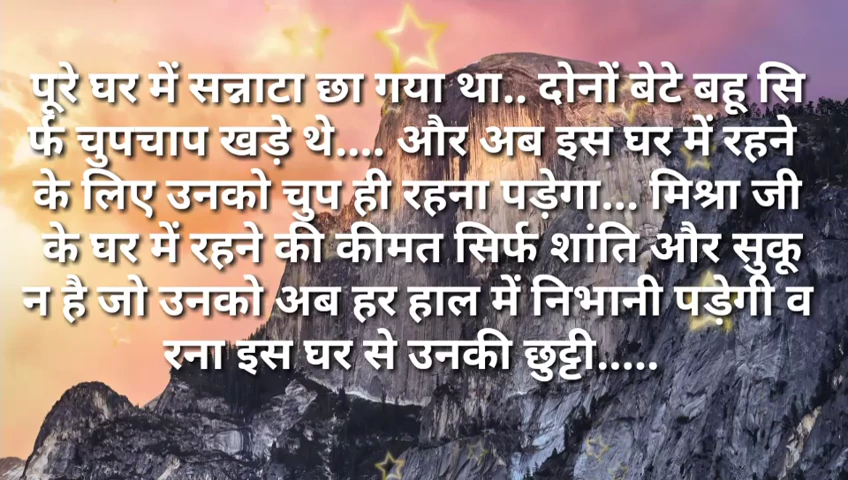 पूरे घर में सन्नाटा छा गया था.. दोनों बेटे बहू सि
र्फ चुपचाप खड़े थे.... और अब इस घर में रहने
के लिए उनको चुप ही रहना पड़ेगा... मिश्रा जी
के घर में रहने की कीमत सिर्फ शांति और सुकू
न है जो उनको अब हर हाल में निभानी पड़ेगी व
रना इस घर से उनकी छुट्टी.....